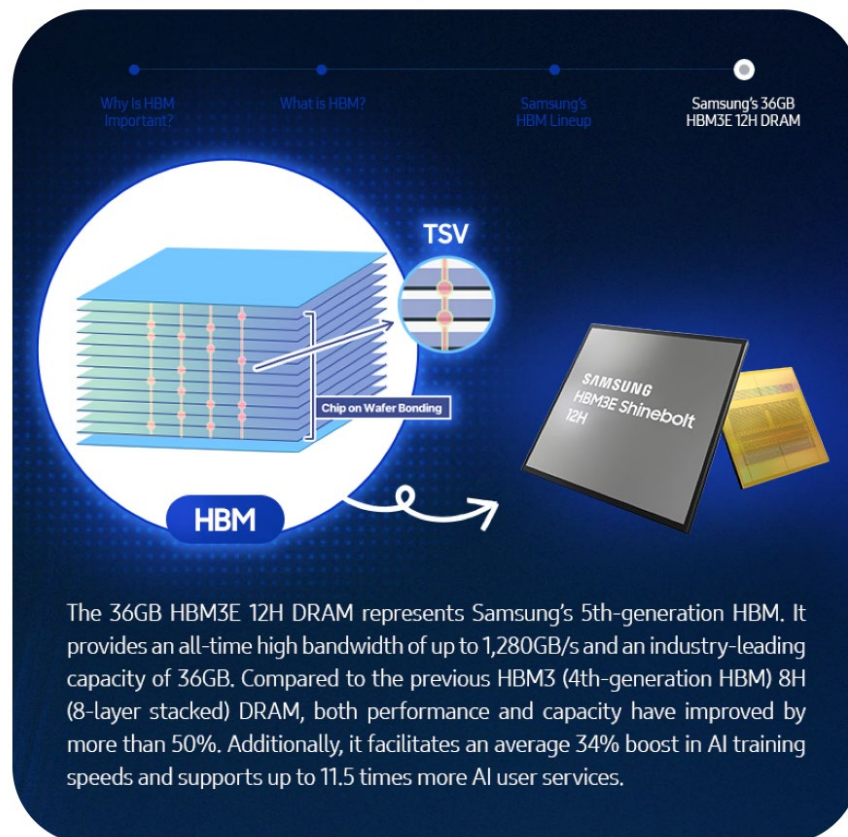 Why Is HBM
Important?
What is HBM?
Samsung's
HBM Lineup
Samsung's 36GB
HBM3E 12H DRAM
TSV
Chip on Wafer Bonding
HBM
SAMSUNG
HBM3E Shinebolt
12H
The 36GB HBM3E 12H DRAM represents Samsung's 5th-generation HBM. It
provides an all-time high bandwidth of up to 1,280GB/s and an industry-leading
capacity of 36GB. Compared to the previous HBM3 (4th-generation HBM) 8H
(8-layer stacked) DRAM, both performance and capacity have improved by
more than 50%. Additionally, it facilitates an average 34% boost in AI training
speeds and supports up to 11.5 times more AI user services.